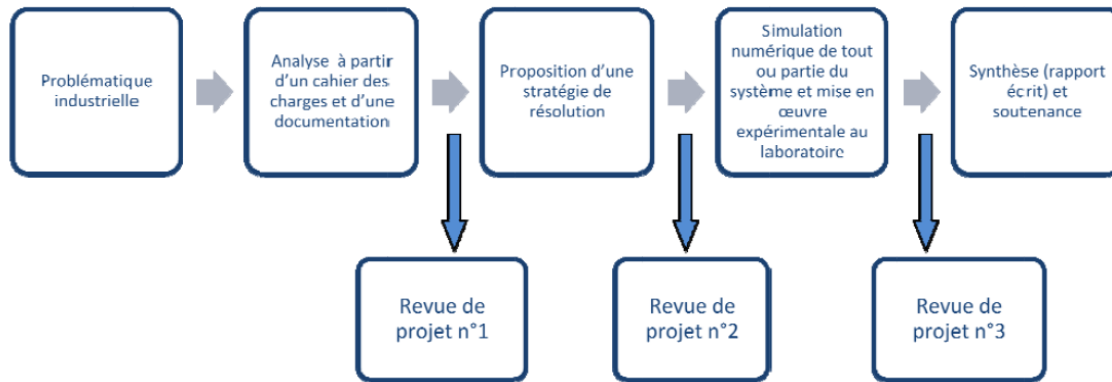 Problématique
industrielle
Analyse à partir
d'un cahier des
charges et d'une
documentation
Proposition d'une
stratégie de
résolution
Simulation
numérique de tout
ou partie du
système et mise en
œuvre
expérimentale au
laboratoire
Synthèse (rapport
écrit) et
soutenance
Revue de
projet n°1
Revue de
projet n°2
Revue de
projet n°3